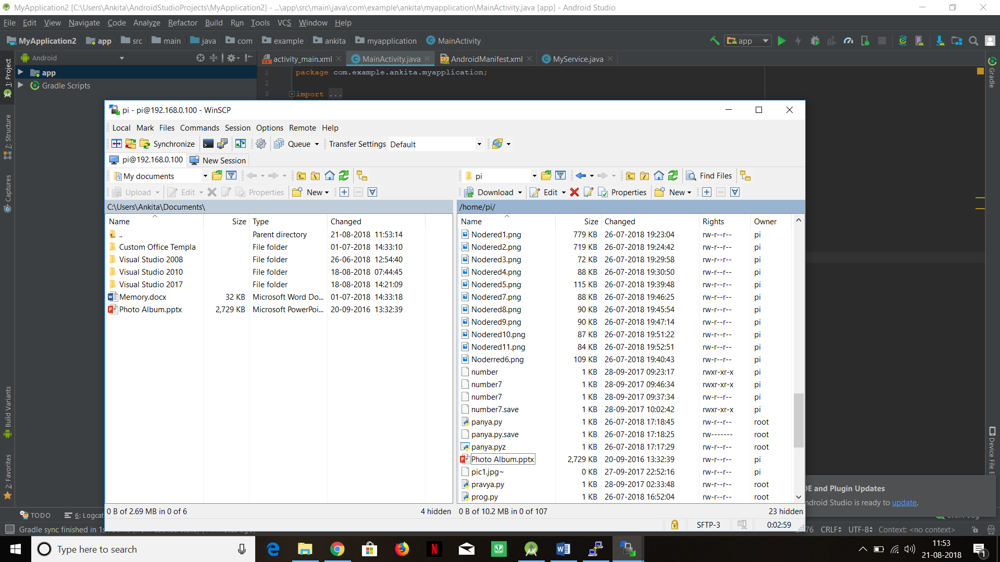 MyApplication2 [C:\Users\Ankita\AndroidStudioProjects\MyApplication2] - ...\app\src\main\java\com\example\ankita\myapplication\MainActivity.java [app] - Android Studio
File Edit View Navigate Code Analyze Refactor Build Run Tools VCS Window Help
MyApplication2 app src main java com example ankita myapplication MainActivity app
Android activity_main.xml MainActivity.java AndroidManifest.xml MyService.java
1: Project
7: Structure
Captures
Build Variants
2: Favorites
Gradle
app
Gradle Scripts
1 package com.example.ankita.myapplication;
2
3 import ...
pi - pi@192.168.0.100 - WinSCP
Local Mark Files Commands Session Options Remote Help
Synchronize Queue Transfer Settings Default
pi@192.168.0.100 New Session
My documents
Upload Edit Properties New
C:\Users\Ankita\Documents\
Name Size Type Changed
.. Parent directory 21-08-2018 11:53:14
Custom Office Templa File folder 01-07-2018 14:33:10
Visual Studio 2008 File folder 26-06-2018 12:54:40
Visual Studio 2010 File folder 18-08-2018 07:44:45
Visual Studio 2017 File folder 18-08-2018 14:21:09
Memory.docx 32 KB Microsoft Word Do... 01-07-2018 14:33:18
Photo Album.pptx 2,729 KB Microsoft PowerPoi... 20-09-2016 13:32:39
0 B of 2.69 MB in 0 of 6 4 hidden
pi Find Files
Download Edit Properties New
/home/pi/
Name Size Changed Rights Owner
Nodered1.png 779 KB 26-07-2018 19:23:04 rw-r--r-- pi
Nodered2.png 719 KB 26-07-2018 19:24:42 rw-r--r-- pi
Nodered3.png 72 KB 26-07-2018 19:29:58 rw-r--r-- pi
Nodered4.png 88 KB 26-07-2018 19:30:50 rw-r--r-- pi
Nodered5.png 115 KB 26-07-2018 19:39:48 rw-r--r-- pi
Nodered7.png 88 KB 26-07-2018 19:46:25 rw-r--r-- pi
Nodered8.png 90 KB 26-07-2018 19:45:54 rw-r--r-- pi
Nodered9.png 90 KB 26-07-2018 19:47:14 rw-r--r-- pi
Nodered10.png 87 KB 26-07-2018 19:51:22 rw-r--r-- pi
Nodered11.png 84 KB 26-07-2018 19:52:51 rw-r--r-- pi
Noderred6.png 109 KB 26-07-2018 19:40:43 rw-r--r-- pi
number 1 KB 28-09-2017 09:23:17 rwxr-xr-x pi
number7 1 KB 28-09-2017 09:46:34 rwxr-xr-x pi
number7 1 KB 28-09-2017 09:37:34 rw-r--r-- pi
number7.save 1 KB 28-09-2017 10:02:42 rwxr-xr-x pi
panya.py 1 KB 26-07-2018 17:18:45 rw-r--r-- root
panya.py.save 1 KB 26-07-2018 17:18:25 rw------- root
panya.pyz 1 KB 26-07-2018 17:17:29 rw-r--r-- root
Photo Album.pptx 2,729 KB 20-09-2016 13:32:39 rw-r--r-- pi
pic1.jpg~ 0 KB 27-09-2017 22:52:16 rw-r--r-- pi
pravya.py 1 KB 28-09-2017 02:33:48 rw-r--r-- root
prog.py 1 KB 26-07-2018 16:52:04 rw-r--r-- root
0 B of 10.2 MB in 0 of 107 23 hidden
SFTP-3 0:02:59
Device File E
DE and Plugin Updates
ndroid Studio is ready to update.
TODO 6: Logcat
Gradle sync finished in 1s
76 CRLF UTF-8 Context: <no context>
Type here to search
11:53
21-08-2018
1